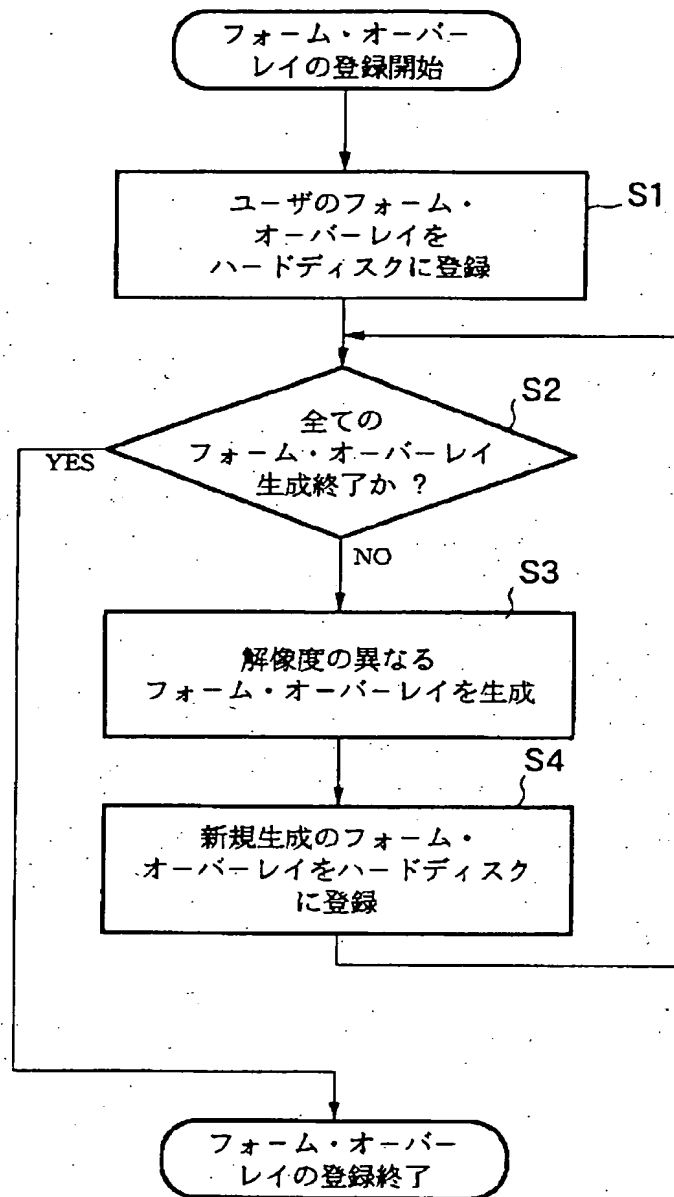 フォーム・オーバー
レイの登録開始
S1
ユーザのフォーム・
オーバーレイを
ハードディスクに登録
S2
全ての
フォーム・オーバーレイ
生成終了か ？
YES
NO
S3
解像度の異なる
フォーム・オーバーレイを生成
S4
新規生成のフォーム・
オーバーレイをハードディスク
に登録
フォーム・オーバー
レイの登録終了